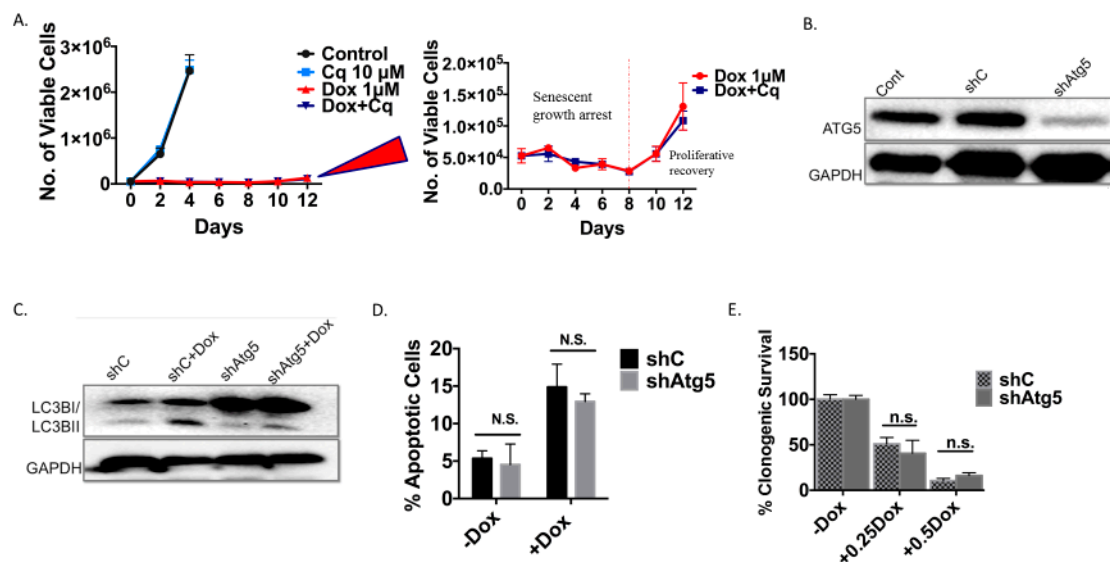 A.
No. of Viable Cells
3×10⁶
2×10⁶
1×10⁶
0
0 2 4 6 8 10 12
Days
Control
Cq 10 µM
Dox 1µM
Dox+Cq
No. of Viable Cells
2.0×10⁵
1.5×10⁵
1.0×10⁵
5.0×10⁴
0.0
0 2 4 6 8 10 12
Days
Senescent
growth arrest
Proliferative
recovery
Dox 1µM
Dox+Cq
B.
Cont shC shAtg5
ATG5
GAPDH
C.
shC shC+Dox shAtg5 shAtg5+Dox
LC3BI/
LC3BII
GAPDH
D.
% Apoptotic Cells
20
15
10
5
0
N.S.
N.S.
-Dox +Dox
shC
shAtg5
E.
% Clonogenic Survival
150
100
50
0
n.s.
n.s.
-Dox +0.25Dox +0.5Dox
shC
shAtg5